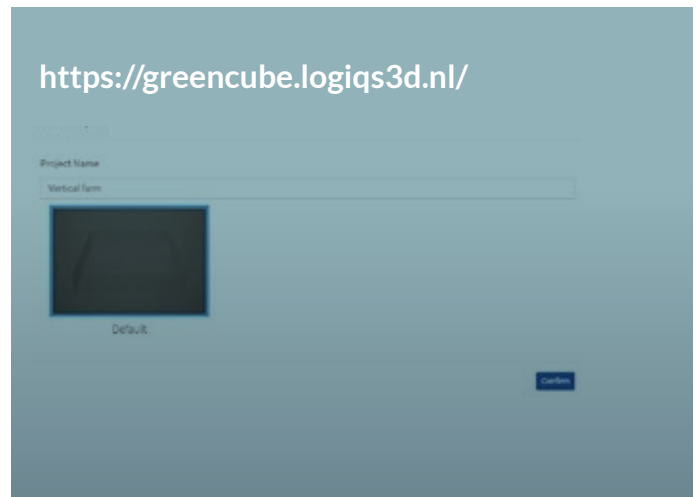 https://greencube.logiqs3d.nl/
Project Name
Vertical farm
Default
Confirm